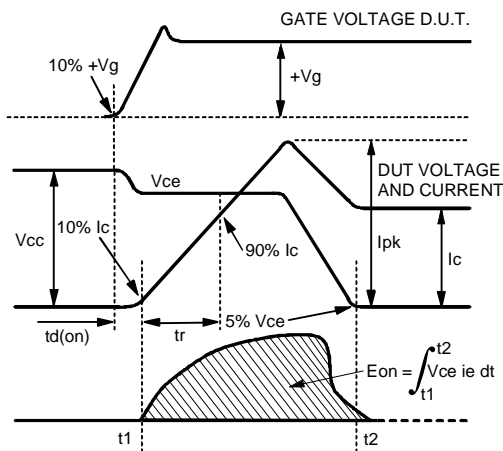 GATE VOLTAGE D.U.T.
10% +Vg
+Vg
Vce
DUT VOLTAGE
AND CURRENT
Vcc
10% Ic
90% Ic
Ipk
Ic
td(on)
tr
5% Vce
Eon = ∫ Vce ie dt
t2
t1
t1
t2